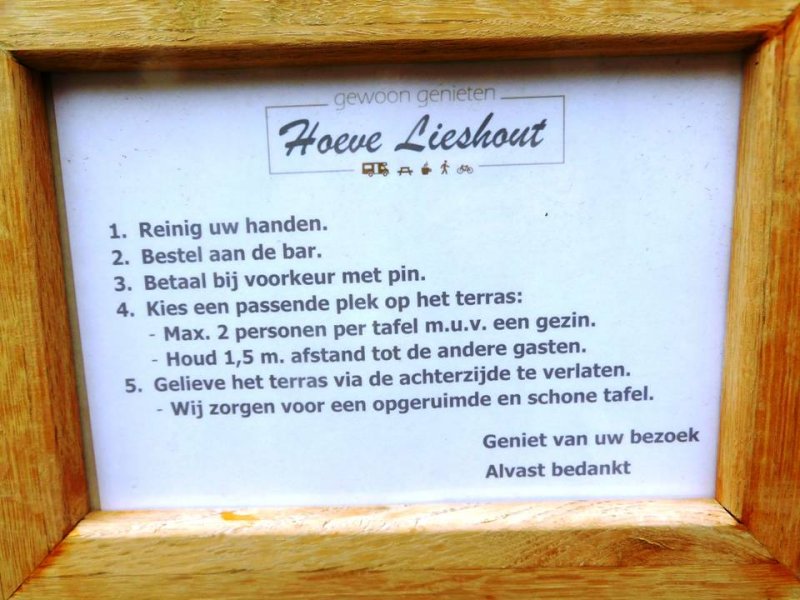 gewoon genieten
Hoeve Lieshout
1. Reinig uw handen.
2. Bestel aan de bar.
3. Betaal bij voorkeur met pin.
4. Kies een passende plek op het terras:
- Max. 2 personen per tafel m.u.v. een gezin.
- Houd 1,5 m. afstand tot de andere gasten.
5. Gelieve het terras via de achterzijde te verlaten.
- Wij zorgen voor een opgeruimde en schone tafel.
Geniet van uw bezoek
Alvast bedankt